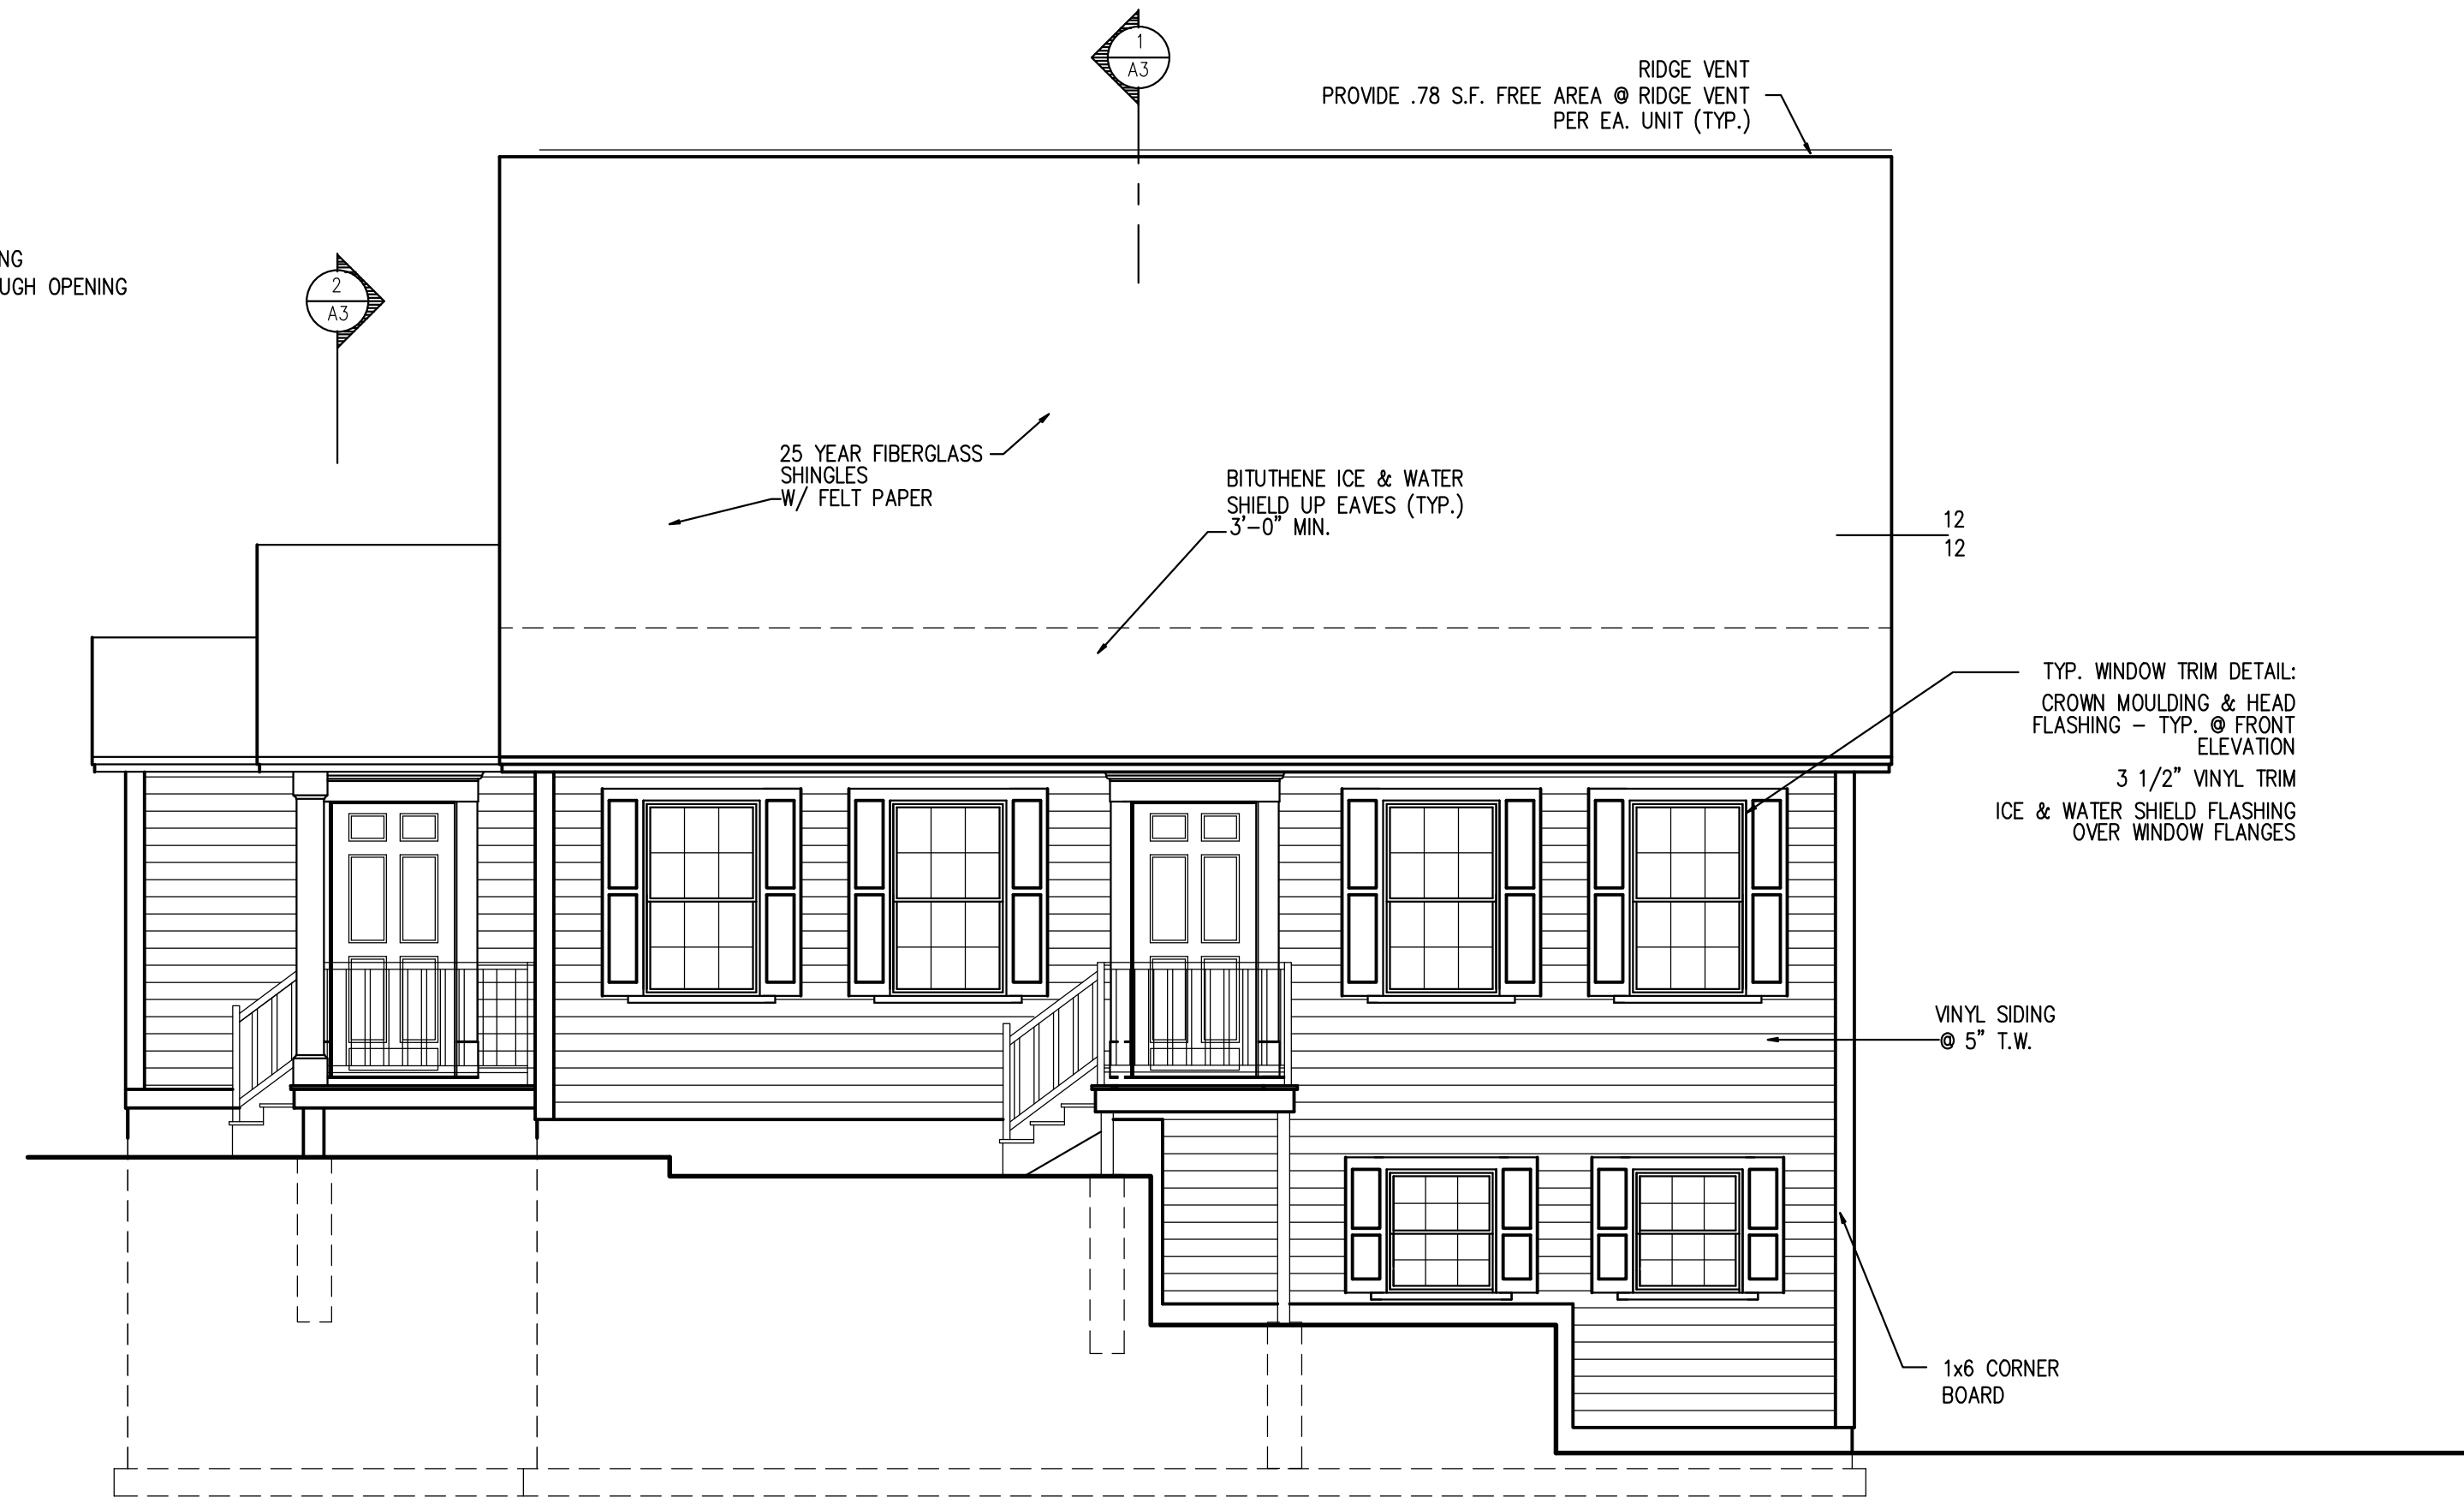 1
A3
RIDGE VENT
PROVIDE .78 S.F. FREE AREA @ RIDGE VENT
PER EA. UNIT (TYP.)
NG
UGH OPENING
2
A3
25 YEAR FIBERGLASS
SHINGLES
W/ FELT PAPER
BITUTHENE ICE & WATER
SHIELD UP EAVES (TYP.)
3'-0" MIN.
12
12
TYP. WINDOW TRIM DETAIL:
CROWN MOULDING & HEAD
FLASHING - TYP. @ FRONT
ELEVATION
3 1/2" VINYL TRIM
ICE & WATER SHIELD FLASHING
OVER WINDOW FLANGES
VINYL SIDING
@ 5" T.W.
1x6 CORNER
BOARD